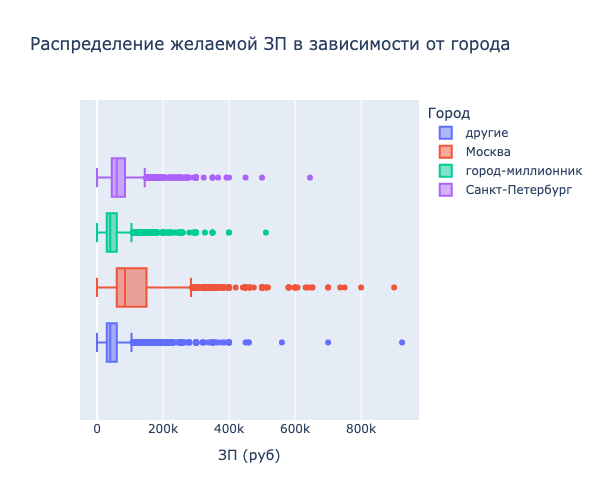 Распределение желаемой ЗП в зависимости от города
Город
другие
Москва
город-миллионник
Санкт-Петербург
0
200k
400k
600k
800k
ЗП (руб)